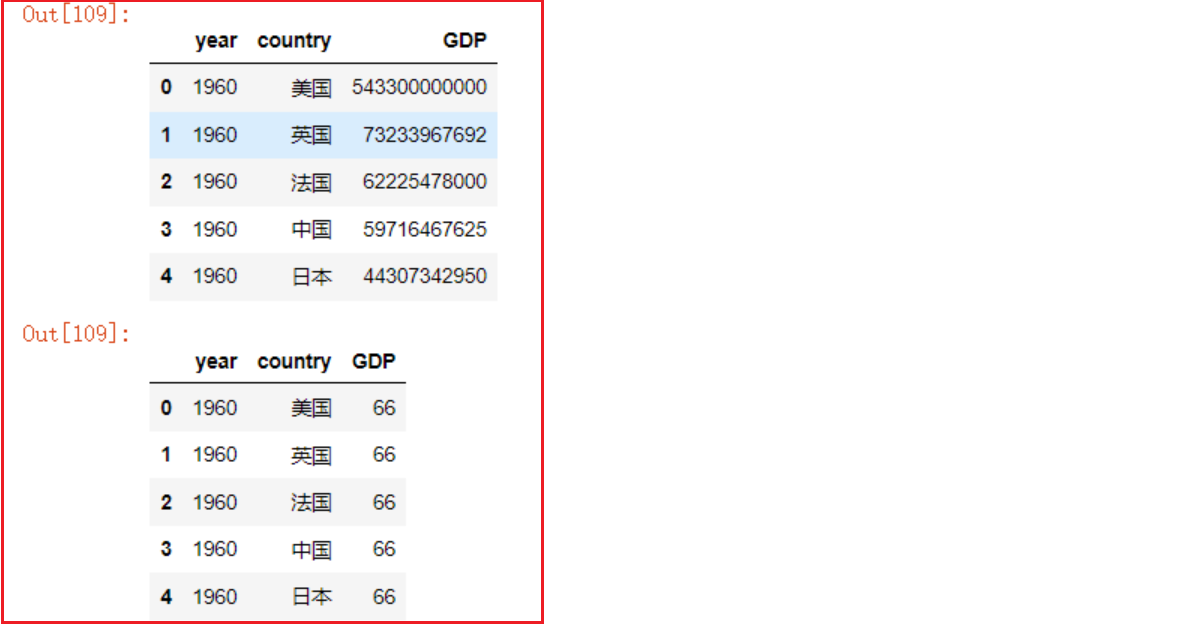 Out[109]:
year country GDP
0 1960 美国 543300000000
1 1960 英国 73233967692
2 1960 法国 62225478000
3 1960 中国 59716467625
4 1960 日本 44307342950
Out[109]:
year country GDP
0 1960 美国 66
1 1960 英国 66
2 1960 法国 66
3 1960 中国 66
4 1960 日本 66